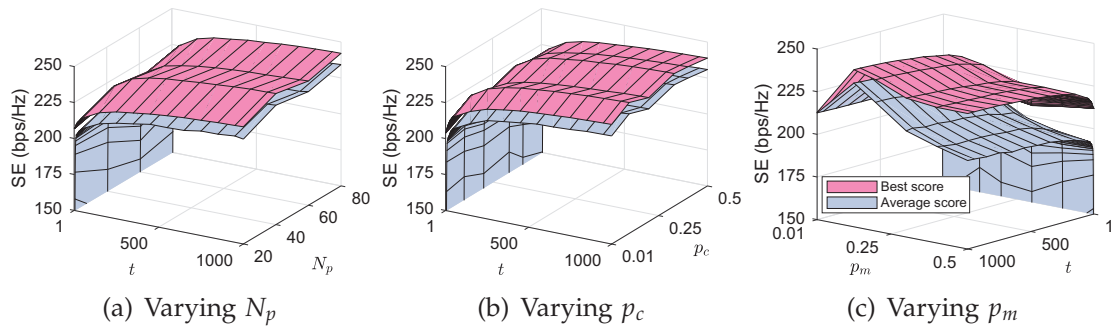 SE (bps/Hz)
250
225
200
175
150
1
500
1000
t
20
40
60
80
N_p
(a) Varying N_p
SE (bps/Hz)
250
225
200
175
150
1
500
1000
t
0.01
0.25
0.5
p_c
(b) Varying p_c
SE (bps/Hz)
250
225
200
175
150
Best score
Average score
0.01
0.25
0.5
p_m
1000
500
1
t
(c) Varying p_m